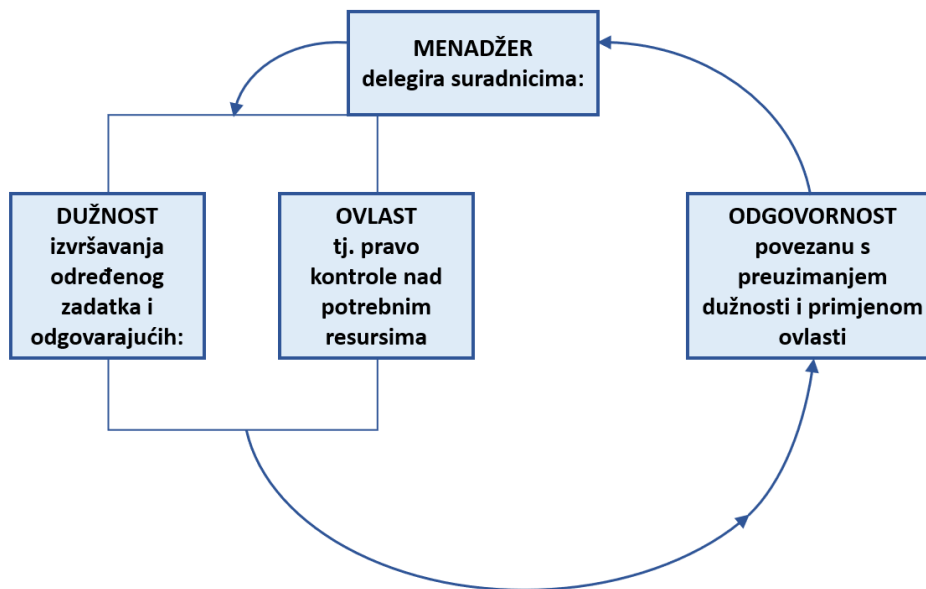 MENADŽER
delegira suradnicima:
DUŽNOST
izvršavanja
određenog
zadatka i
odgovarajućih:
OVLAST
tj. pravo
kontrole nad
potrebnim
resursima
ODGOVORNOST
povezanu s
preuzimanjem
dužnosti i primjenom
ovlasti